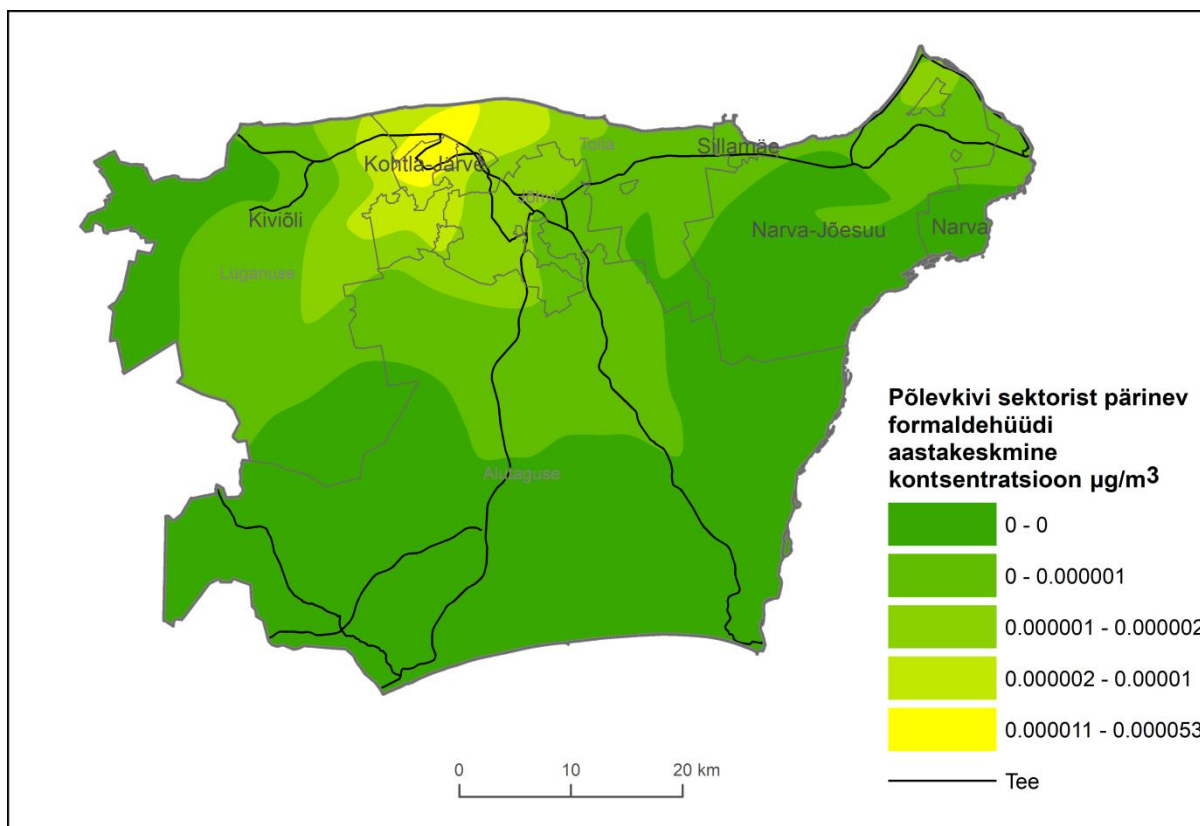 Toila
Sillamäe
Kohtla-Järve
Jõhvi
Kiviõli
Narva-Jõesuu
Narva
Lüganuse
Alutaguse
Põlevkivi sektorist pärinev
formaldehüüdi
aastakeskmine
kontsentratsioon µg/m³
0 - 0
0 - 0.000001
0.000001 - 0.000002
0.000002 - 0.00001
0.000011 - 0.000053
Tee
0 10 20 km